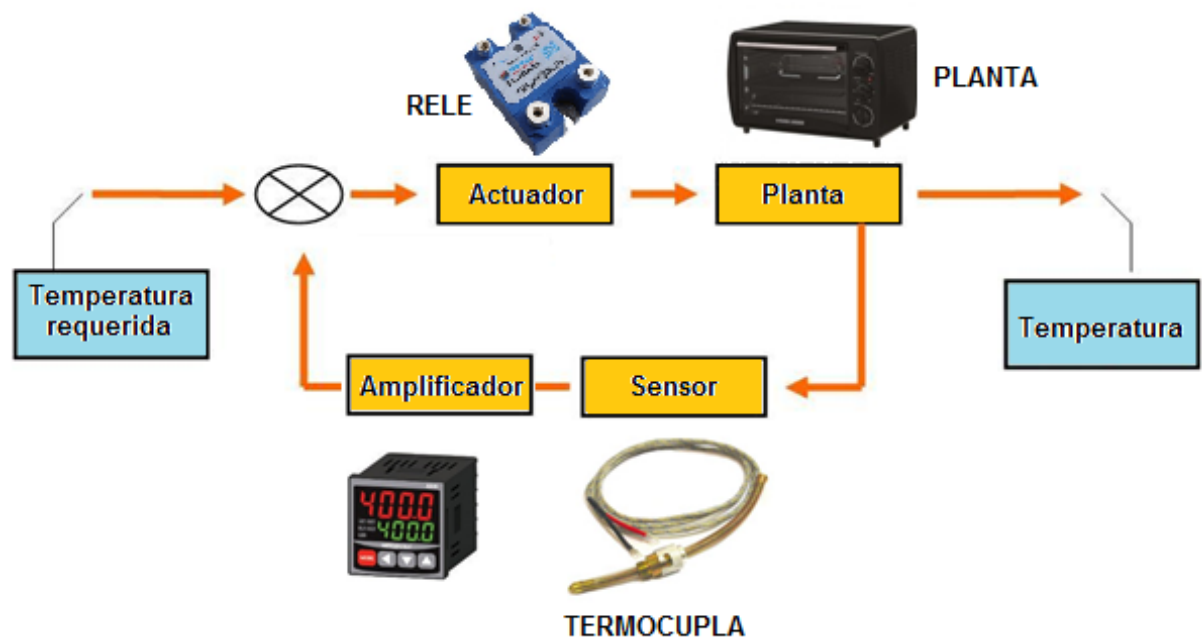 RELE
PLANTA
Actuador
Planta
Temperatura
requerida
Temperatura
Amplificador
Sensor
400.0
400.0
TERMOCUPLA